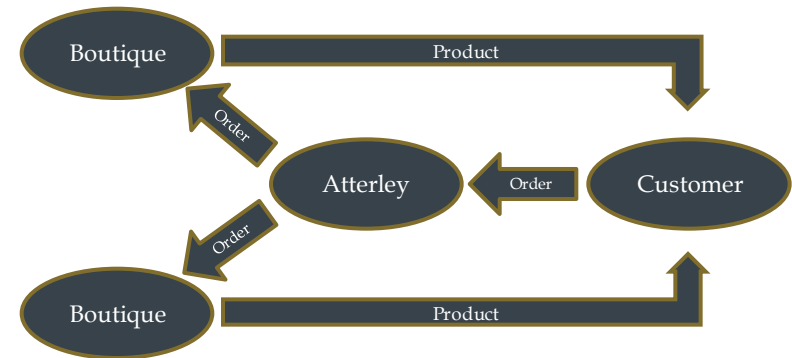 Boutique
Product
Order
Atterley
Order
Customer
Order
Boutique
Product